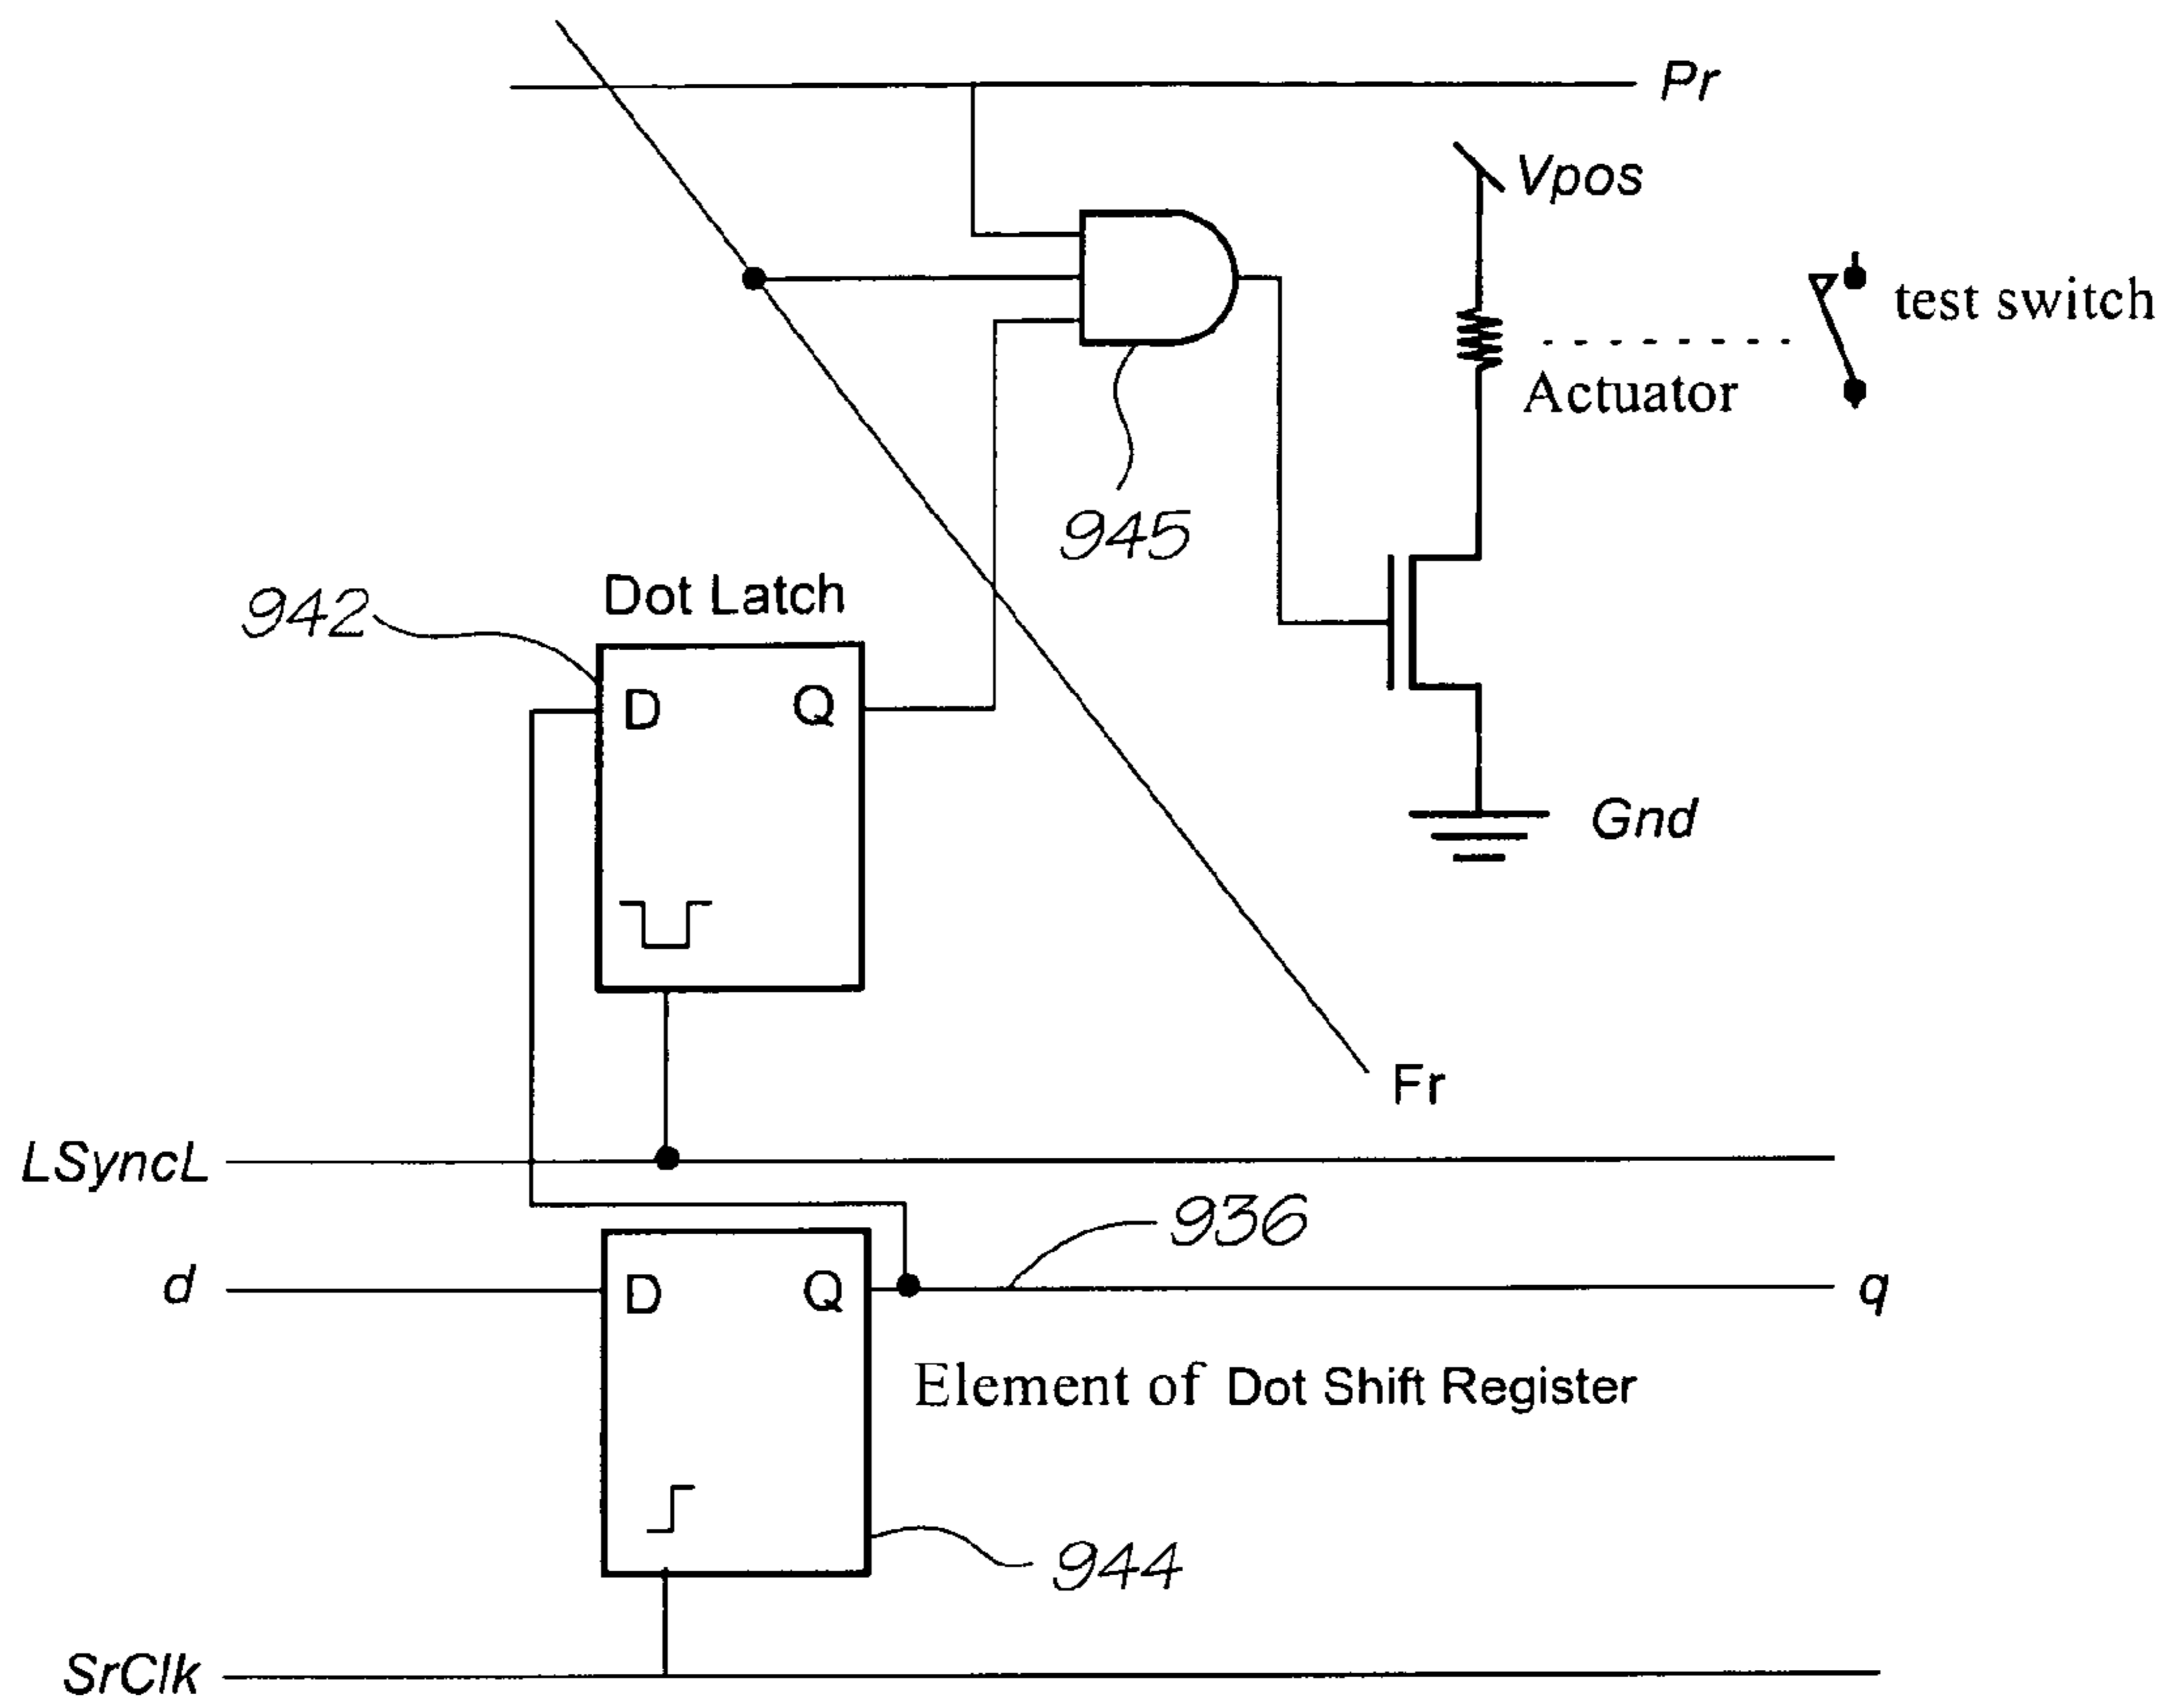 Pr
Vpos
test switch
Actuator
945
942
Dot Latch
D Q
Gnd
Fr
LSyncL
936
d
D Q
q
Element of Dot Shift Register
944
SrClk